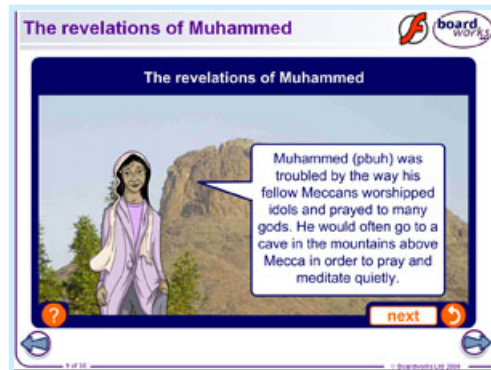 The revelations of Muhammed
board
works
The revelations of Muhammed
Muhammed (pbuh) was
troubled by the way his
fellow Meccans worshipped
idols and prayed to many
gods. He would often go to a
cave in the mountains above
Mecca in order to pray and
meditate quietly.
?
next
© Boardworks Ltd